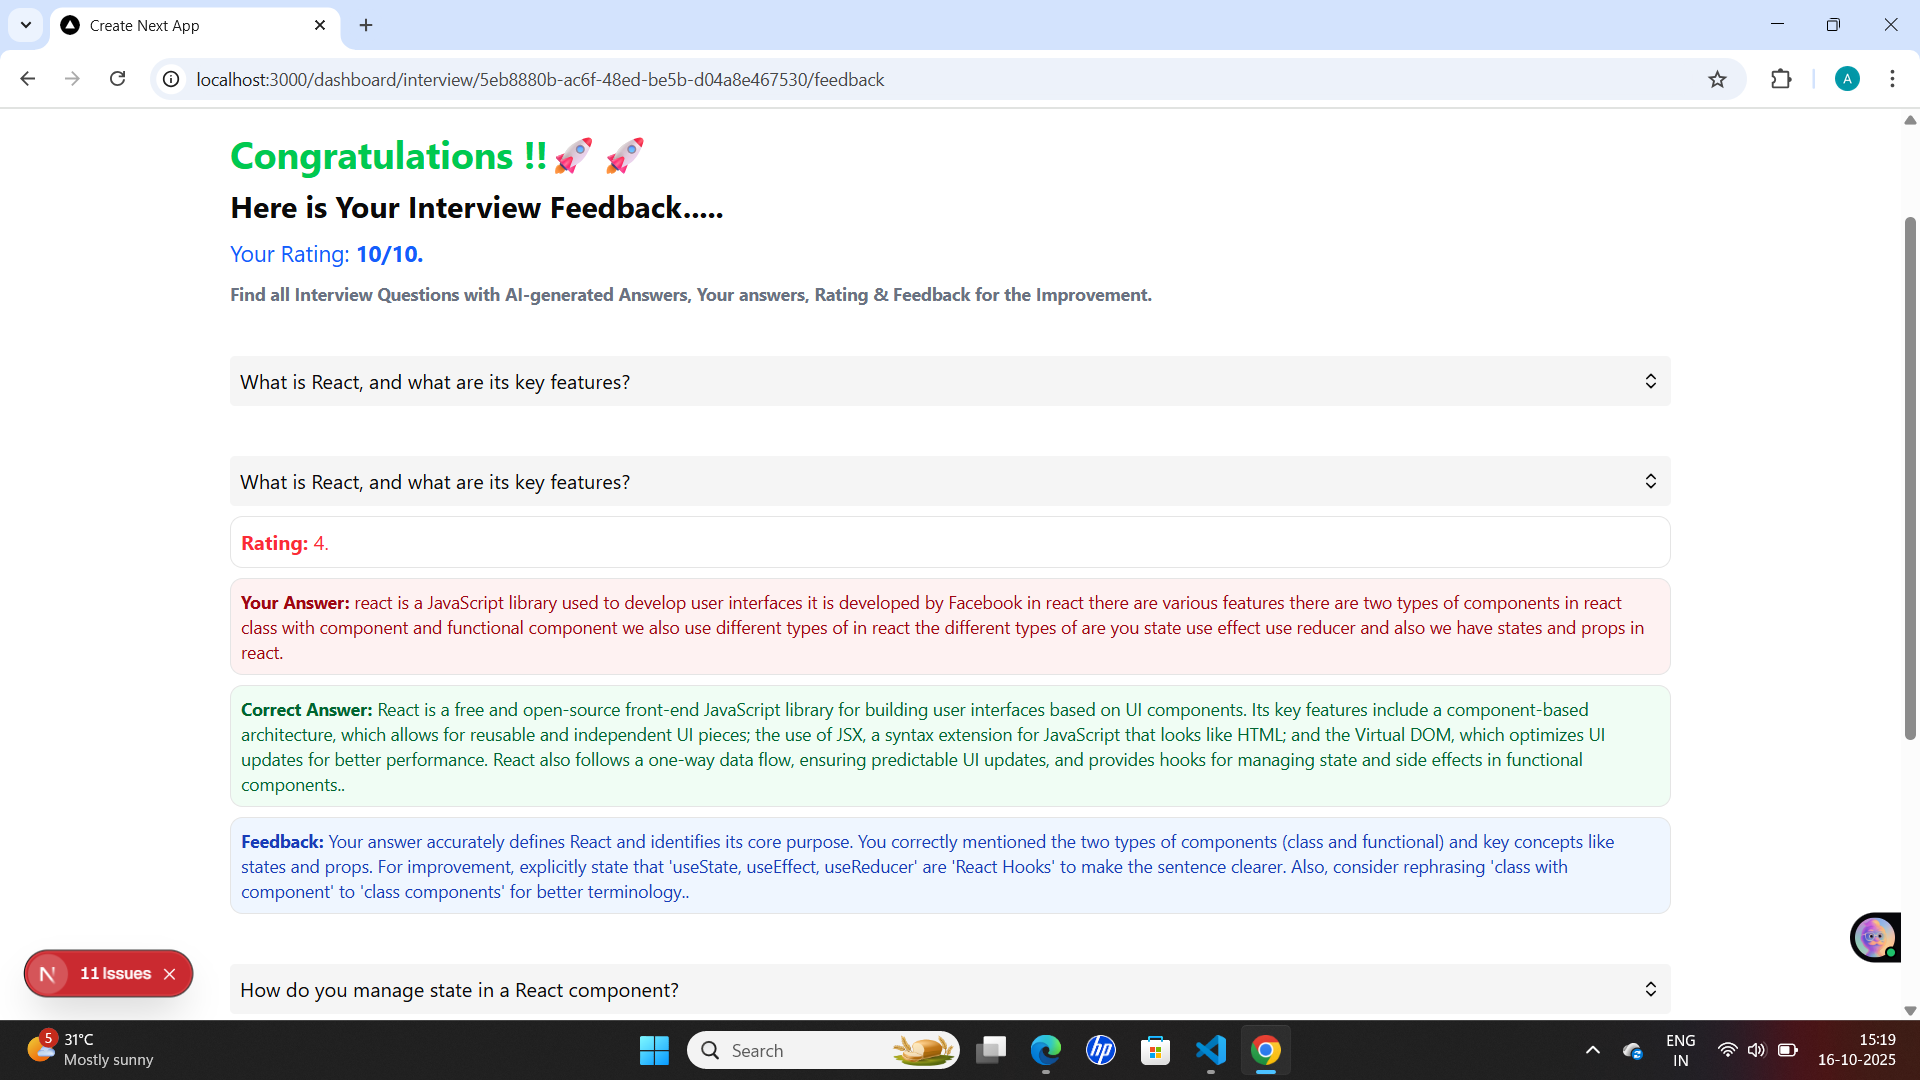 Create Next App
localhost:3000/dashboard/interview/5eb8880b-ac6f-48ed-be5b-d04a8e467530/feedback
A
Congratulations !!🚀 🚀
Here is Your Interview Feedback.....
Your Rating: 10/10.
Find all Interview Questions with AI-generated Answers, Your answers, Rating & Feedback for the Improvement.
What is React, and what are its key features?
What is React, and what are its key features?
Rating: 4.
Your Answer: react is a JavaScript library used to develop user interfaces it is developed by Facebook in react there are various features there are two types of components in react
class with component and functional component we also use different types of in react the different types of are you state use effect use reducer and also we have states and props in
react.
Correct Answer: React is a free and open-source front-end JavaScript library for building user interfaces based on UI components. Its key features include a component-based
architecture, which allows for reusable and independent UI pieces; the use of JSX, a syntax extension for JavaScript that looks like HTML; and the Virtual DOM, which optimizes UI
updates for better performance. React also follows a one-way data flow, ensuring predictable UI updates, and provides hooks for managing state and side effects in functional
components..
Feedback: Your answer accurately defines React and identifies its core purpose. You correctly mentioned the two types of components (class and functional) and key concepts like
states and props. For improvement, explicitly state that 'useState, useEffect, useReducer' are 'React Hooks' to make the sentence clearer. Also, consider rephrasing 'class with
component' to 'class components' for better terminology..
N 11 Issues
How do you manage state in a React component?
5
31°C
Mostly sunny
Search
hp
ENG
IN
15:19
16-10-2025